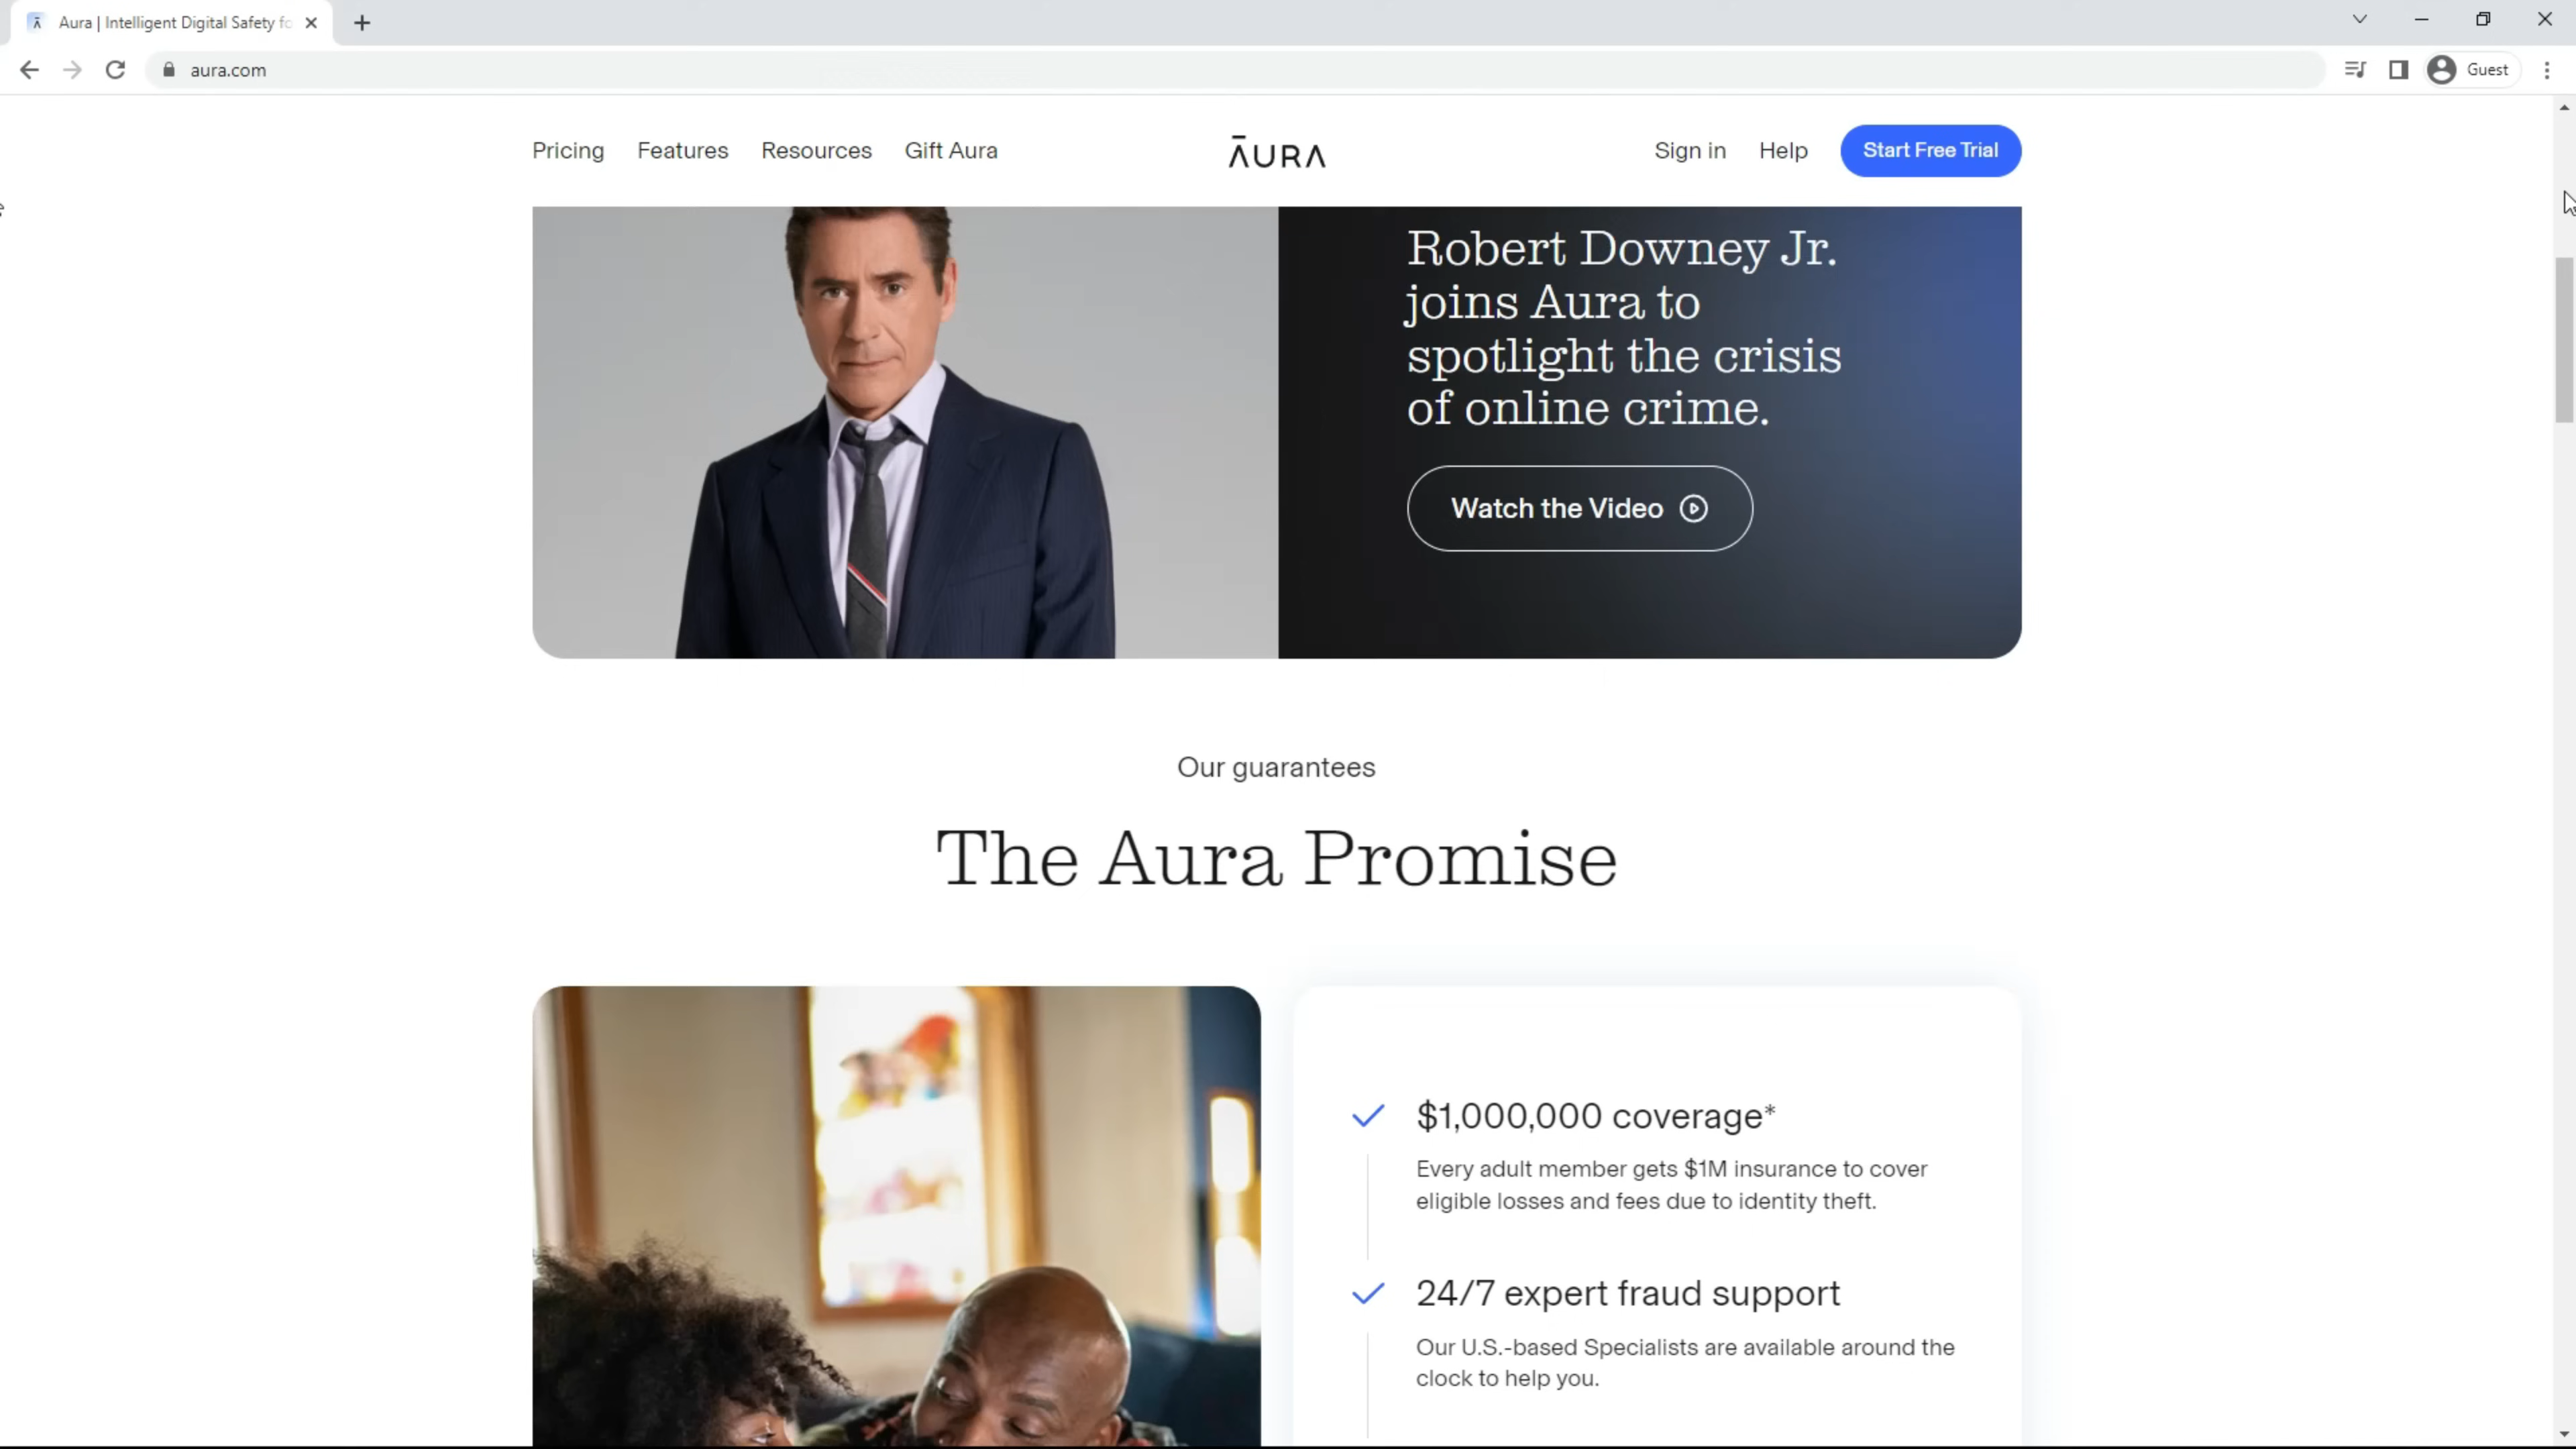 Aura | Intelligent Digital Safety fo
aura.com
Guest
Pricing Features Resources Gift Aura
ĀURA
Sign in Help Start Free Trial
Robert Downey Jr.
joins Aura to
spotlight the crisis
of online crime.
Watch the Video
Our guarantees
The Aura Promise
$1,000,000 coverage*
Every adult member gets $1M insurance to cover
eligible losses and fees due to identity theft.
24/7 expert fraud support
Our U.S.-based Specialists are available around the
clock to help you.